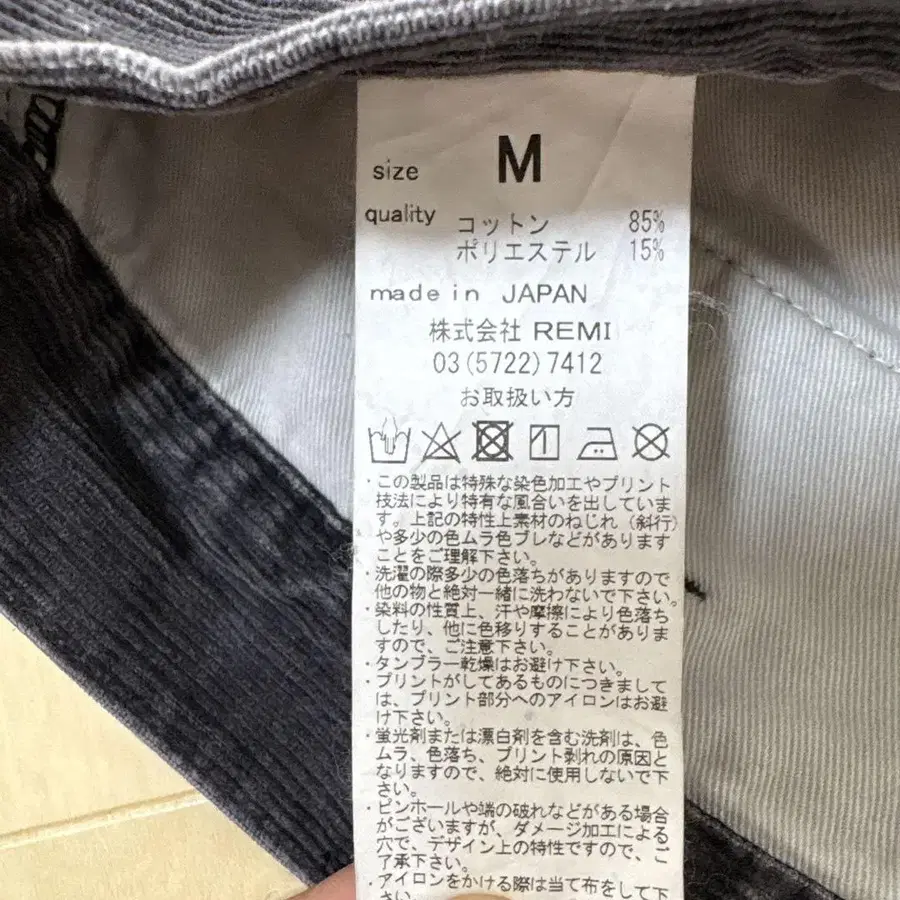 size M
quality コットン 85%
ポリエステル 15%
made in JAPAN
株式会社 REMI
03(5722)7412
お取扱い方
・この製品は特殊な染色加工やプリント
技法により特有な風合いを出していま
す。上記の特性上素材のねじれ(斜行)
や多少の色ムラ色ブレなどがあります
ことをご理解下さい。
・洗濯の際多少の色落ちがありますので
他の物と絶対一緒に洗わないで下さい。
・染料の性質上、汗や摩擦により色落ち
したり、他に色移りすることがありま
すので、ご注意下さい。
・タンブラー乾燥はお避け下さい。
・プリントがしてあるものにつきまして
は、プリント部分へのアイロンはお避
け下さい。
・蛍光剤または漂白剤を含む洗剤は、色
ムラ、色落ち、プリント剥れの原因と
なりますので、絶対に使用しないで下
さい。
・ピンホールや端の破れなどがある場合
がございますが、ダメージ加工による
穴で、デザイン上の特性ですので、ご
了承下さい。
・アイロンをかける際は当て布をして下
さい。